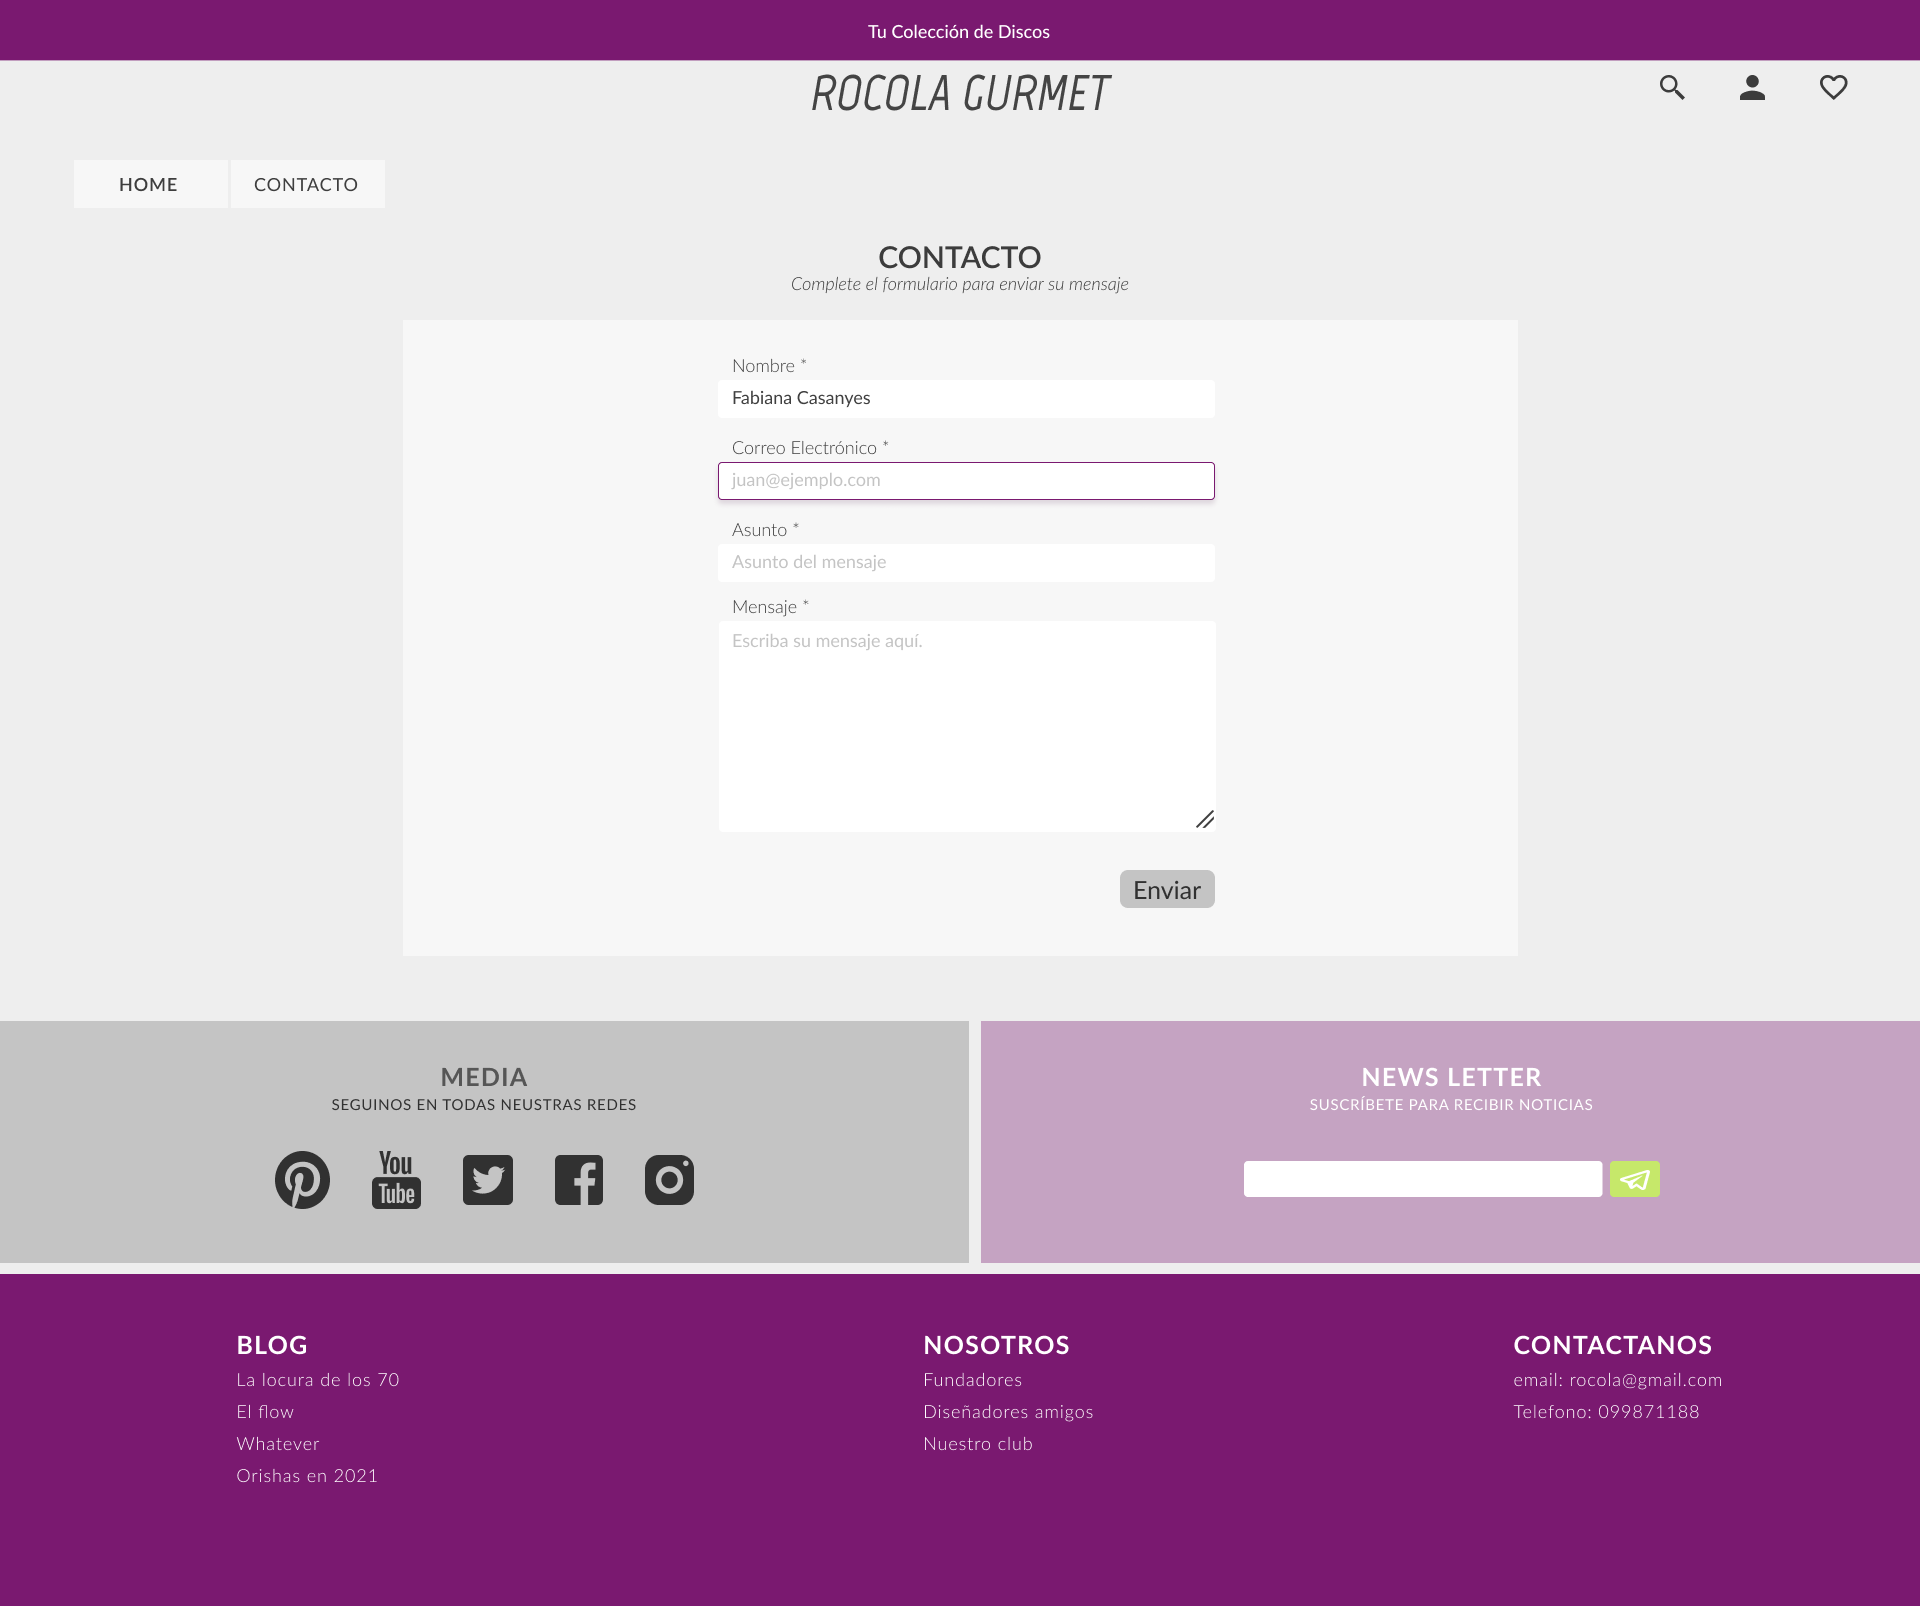 Tu Colección de Discos
ROCOLA GURMET
HOME
CONTACTO
CONTACTO
Complete el formulario para enviar su mensaje
Nombre *
Fabiana Casanyes
Correo Electrónico *
juan@ejemplo.com
Asunto *
Asunto del mensaje
Mensaje *
Escriba su mensaje aquí.
Enviar
MEDIA
SEGUINOS EN TODAS NEUSTRAS REDES
You
Tube
NEWS LETTER
SUSCRÍBETE PARA RECIBIR NOTICIAS
BLOG
La locura de los 70
El flow
Whatever
Orishas en 2021
NOSOTROS
Fundadores
Diseñadores amigos
Nuestro club
CONTACTANOS
email: rocola@gmail.com
Telefono: 099871188